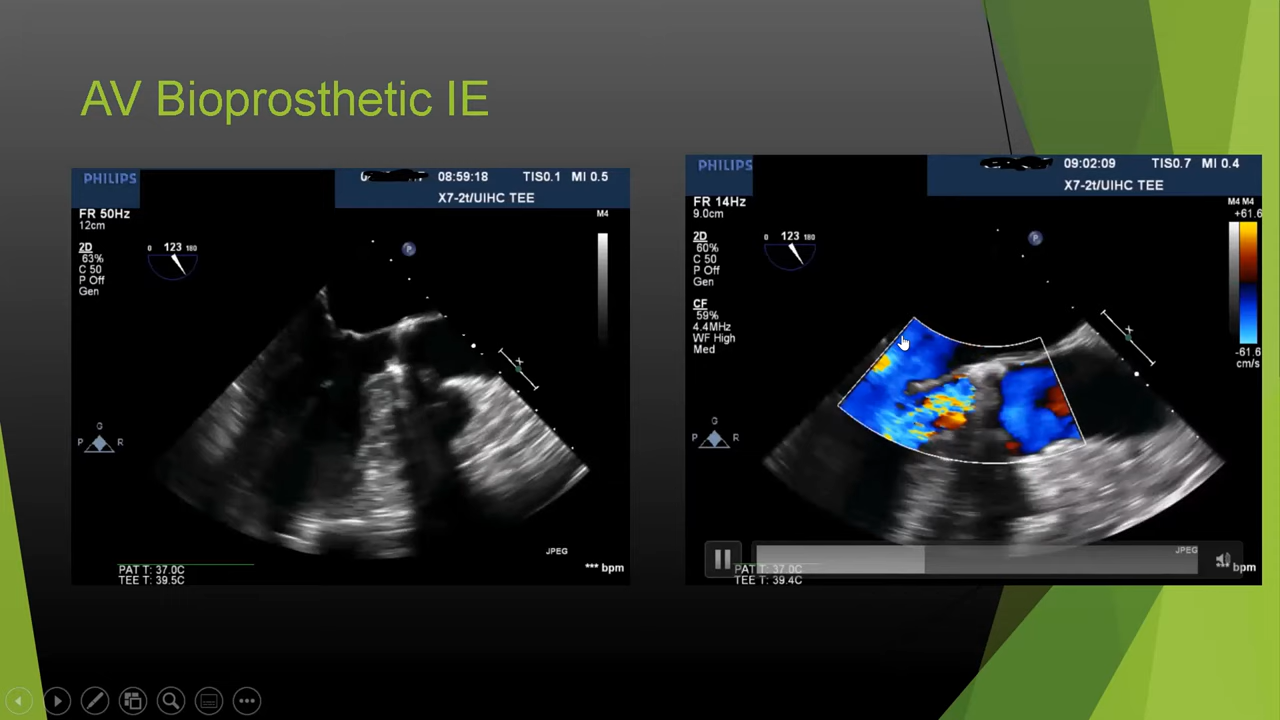 AV Bioprosthetic IE
PHILIPS
08:59:18 TIS0.1 MI 0.5
X7-2t/UIHC TEE
FR 50Hz
12cm
M4
2D
63%
C 50
P Off
Gen
0 123 180
P
G
P R
JPEG
PAT T: 37.0C
TEE T: 39.5C
*** bpm
PHILIPS
09:02:09 TIS0.7 MI 0.4
X7-2t/UIHC TEE
FR 14Hz
9.0cm
M4 M4
+61.6
2D
60%
C 50
P Off
Gen
0 123 180
P
CF
59%
4.4MHz
WF High
Med
-61.6
cm/s
G
P R
JPEG
PAT T: 37.0C
TEE T: 39.4C
*** bpm